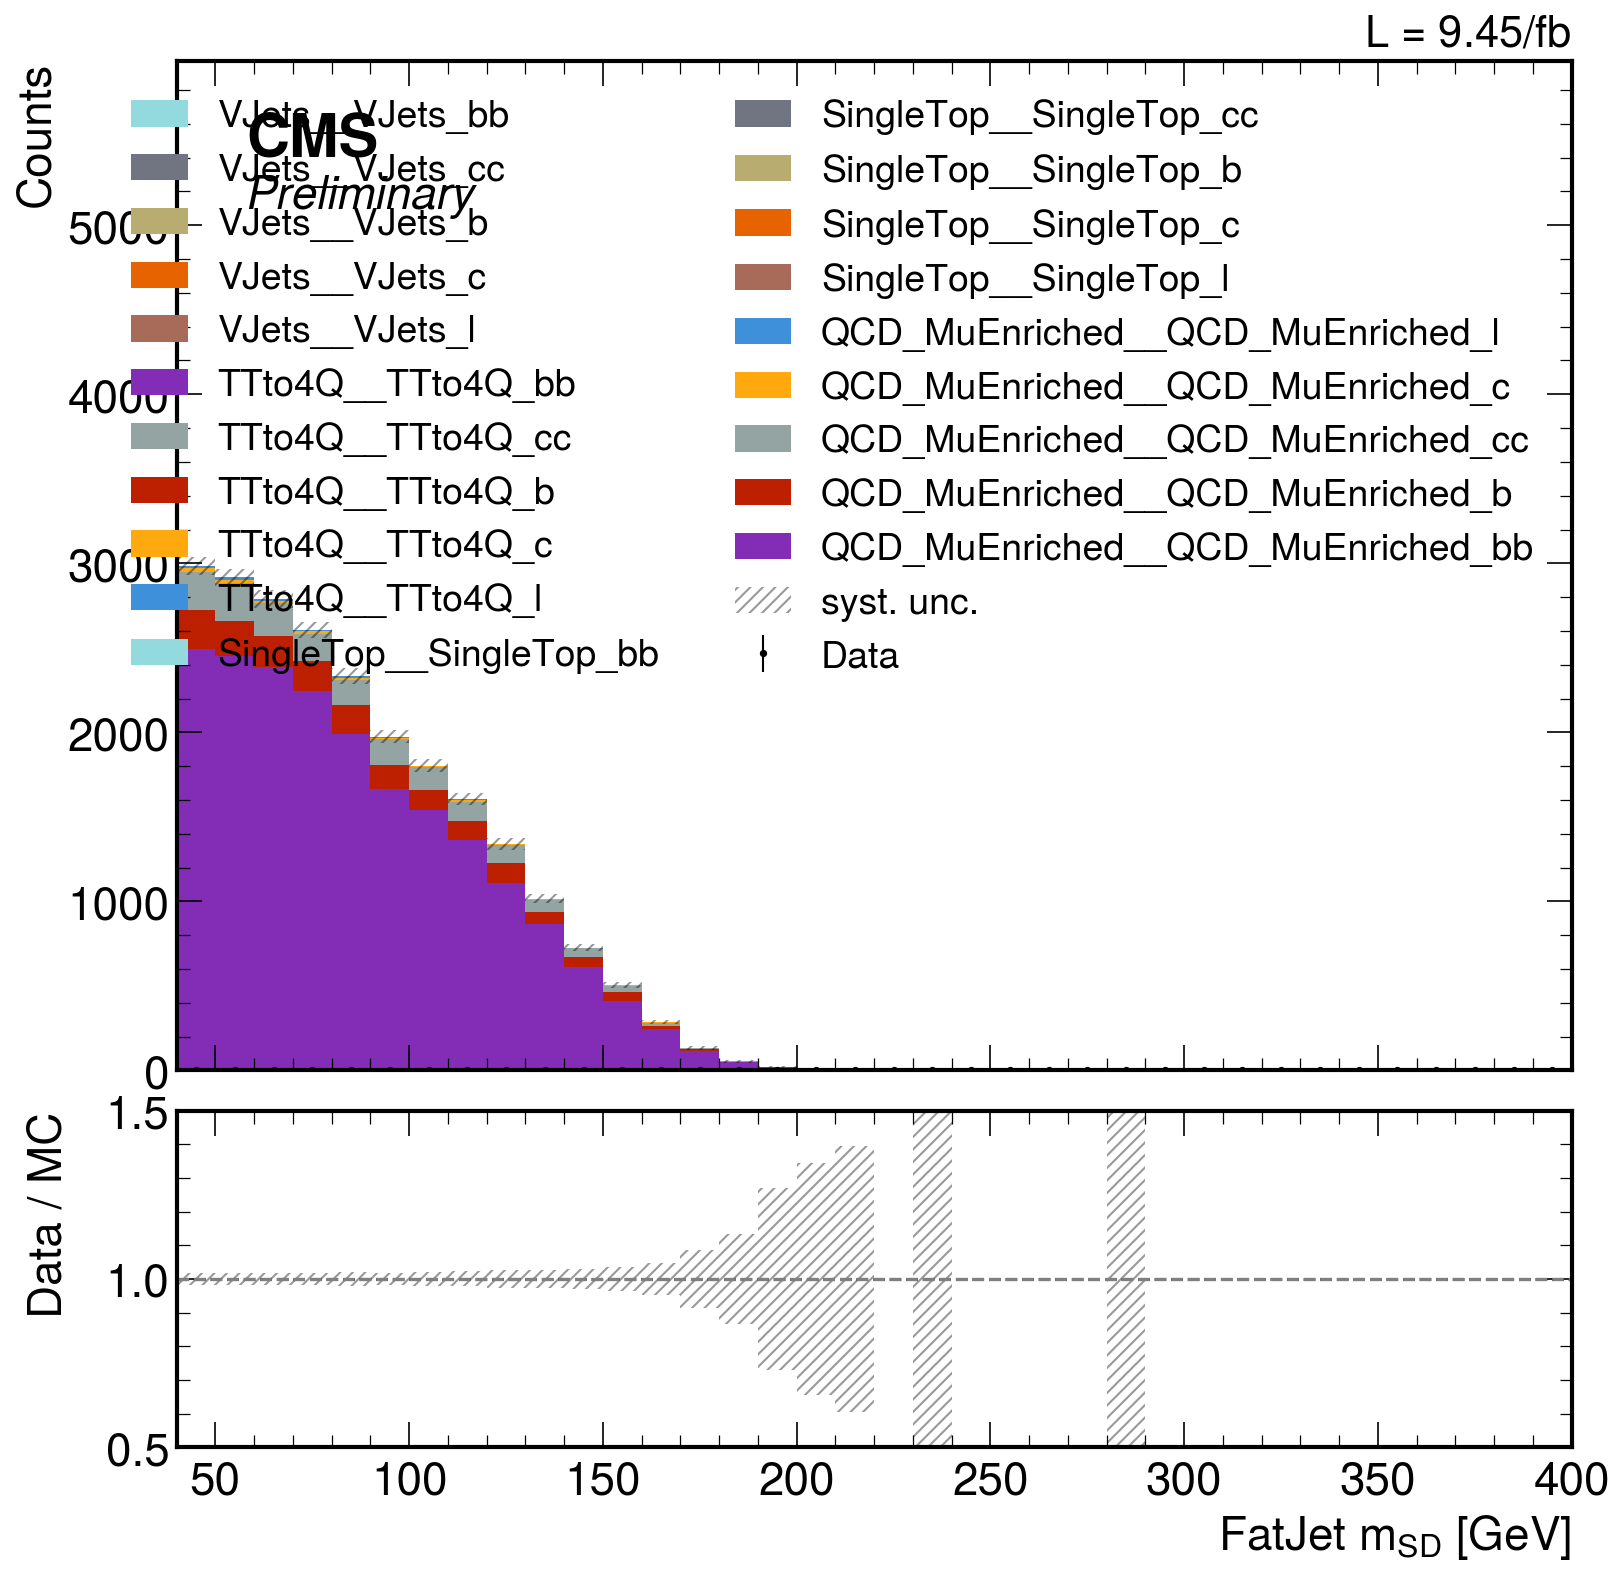 L = 9.45/fb
Counts
CMS
Preliminary
VJets__VJets_bb
VJets__VJets_cc
VJets__VJets_b
VJets__VJets_c
VJets__VJets_l
TTto4Q__TTto4Q_bb
TTto4Q__TTto4Q_cc
TTto4Q__TTto4Q_b
TTto4Q__TTto4Q_c
TTto4Q__TTto4Q_l
SingleTop__SingleTop_bb
SingleTop__SingleTop_cc
SingleTop__SingleTop_b
SingleTop__SingleTop_c
SingleTop__SingleTop_l
QCD_MuEnriched__QCD_MuEnriched_l
QCD_MuEnriched__QCD_MuEnriched_c
QCD_MuEnriched__QCD_MuEnriched_cc
QCD_MuEnriched__QCD_MuEnriched_b
QCD_MuEnriched__QCD_MuEnriched_bb
syst. unc.
Data
5000
4000
3000
2000
1000
0
Data / MC
1.5
1.0
0.5
50 100 150 200 250 300 350 400
FatJet m_SD [GeV]